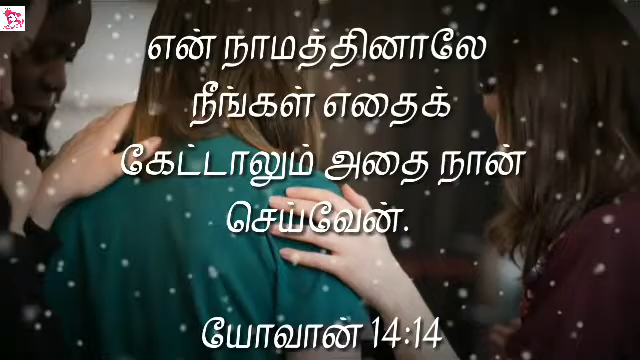 என் நாமத்தினாலே
நீங்கள் எதைக்
கேட்டாலும் அதை நான்
செய்வேன்.
யோவான் 14:14